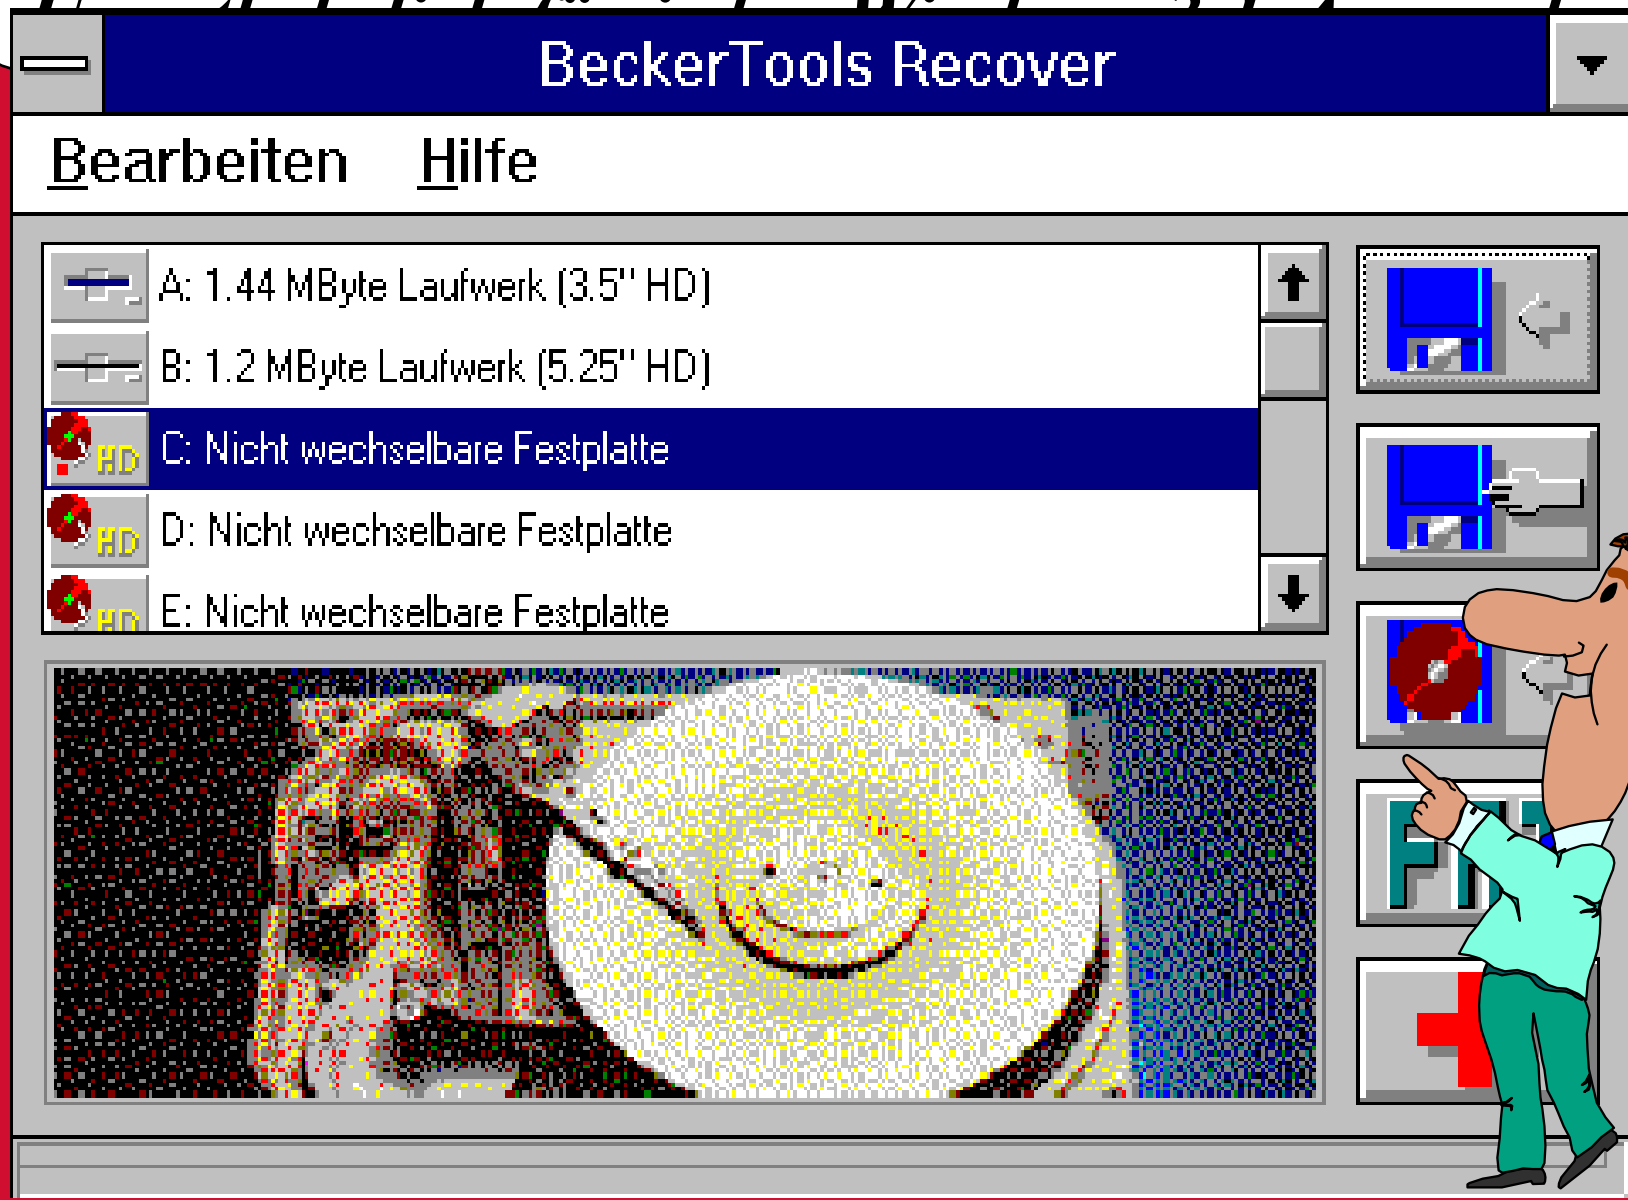 BeckerTools Recover
Bearbeiten Hilfe
A: 1.44 MByte Laufwerk (3.5" HD)
B: 1.2 MByte Laufwerk (5.25" HD)
HD C: Nicht wechselbare Festplatte
HD D: Nicht wechselbare Festplatte
HD E: Nicht wechselbare Festplatte